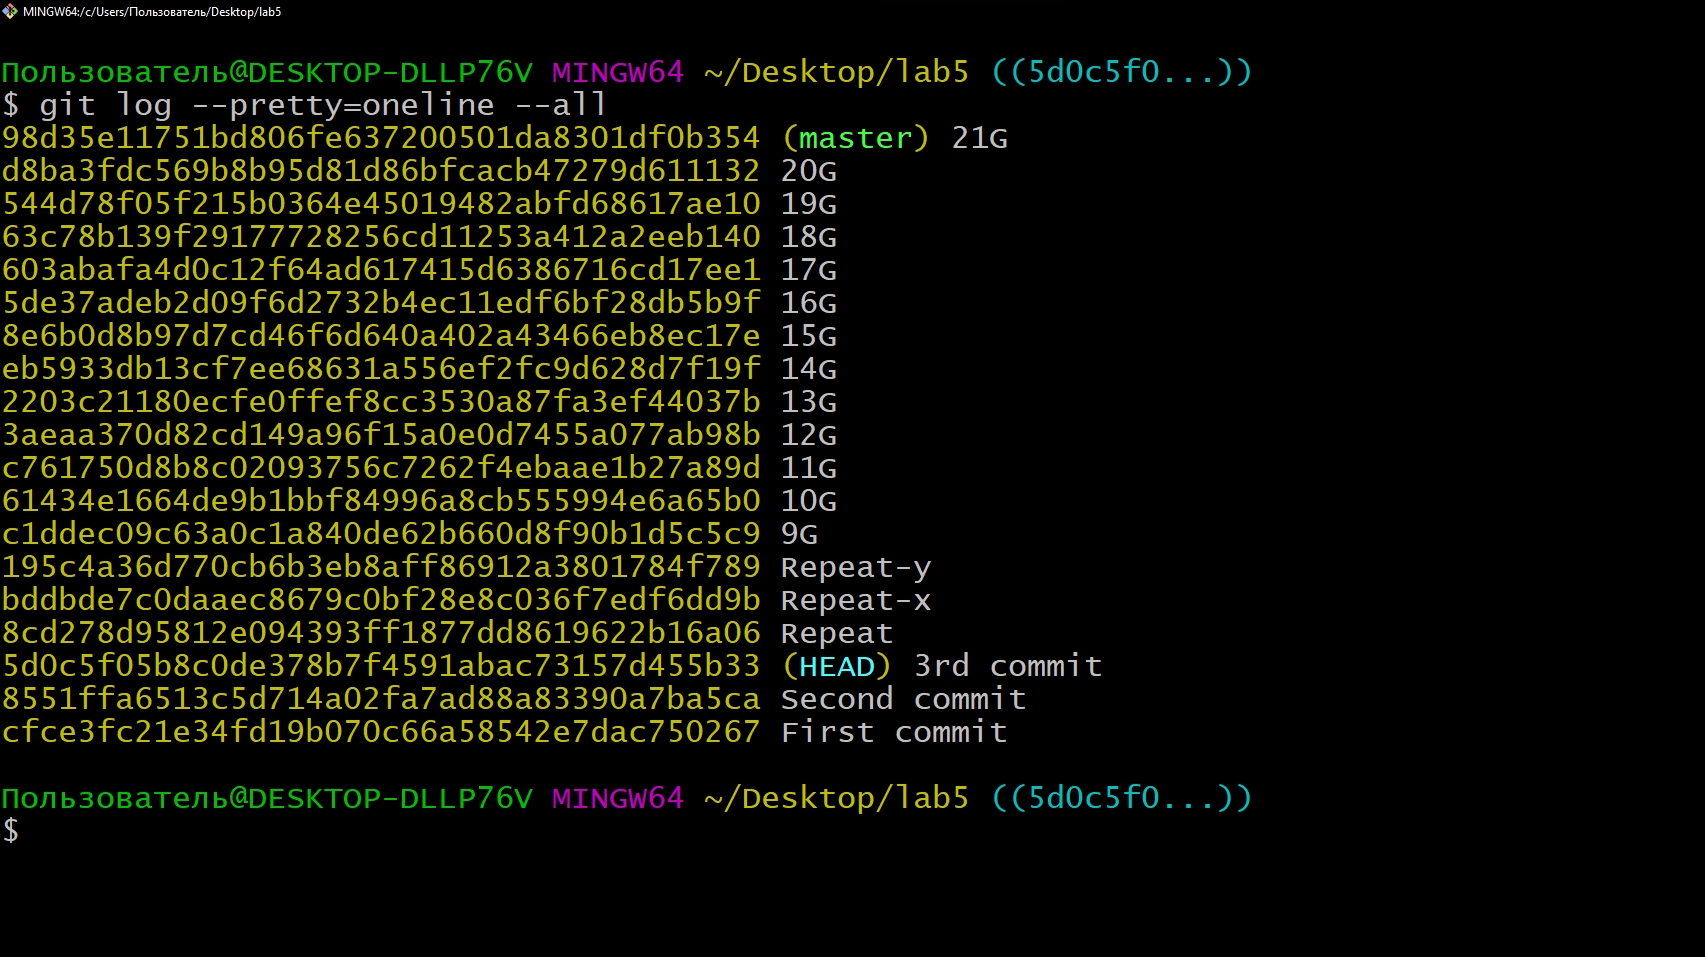 MINGW64:/c/Users/Пользователь/Desktop/lab5
Пользователь@DESKTOP-DLLP76V MINGW64 ~/Desktop/lab5 ((5d0c5f0...))
$ git log --pretty=oneline --all
98d35e11751bd806fe637200501da8301df0b354 (master) 21G
d8ba3fdc569b8b95d81d86bfcacb47279d611132 20G
544d78f05f215b0364e45019482abfd68617ae10 19G
63c78b139f29177728256cd11253a412a2eeb140 18G
603abafa4d0c12f64ad617415d6386716cd17ee1 17G
5de37adeb2d09f6d2732b4ec11edf6bf28db5b9f 16G
8e6b0d8b97d7cd46f6d640a402a43466eb8ec17e 15G
eb5933db13cf7ee68631a556ef2fc9d628d7f19f 14G
2203c21180ecfe0ffef8cc3530a87fa3ef44037b 13G
3aeaa370d82cd149a96f15a0e0d7455a077ab98b 12G
c761750d8b8c02093756c7262f4ebaae1b27a89d 11G
61434e1664de9b1bbf84996a8cb555994e6a65b0 10G
c1ddec09c63a0c1a840de62b660d8f90b1d5c5c9 9G
195c4a36d770cb6b3eb8aff86912a3801784f789 Repeat-y
bddbde7c0daaec8679c0bf28e8c036f7edf6dd9b Repeat-x
8cd278d95812e094393ff1877dd8619622b16a06 Repeat
5d0c5f05b8c0de378b7f4591abac73157d455b33 (HEAD) 3rd commit
8551ffa6513c5d714a02fa7ad88a83390a7ba5ca Second commit
cfce3fc21e34fd19b070c66a58542e7dac750267 First commit
Пользователь@DESKTOP-DLLP76V MINGW64 ~/Desktop/lab5 ((5d0c5f0...))
$